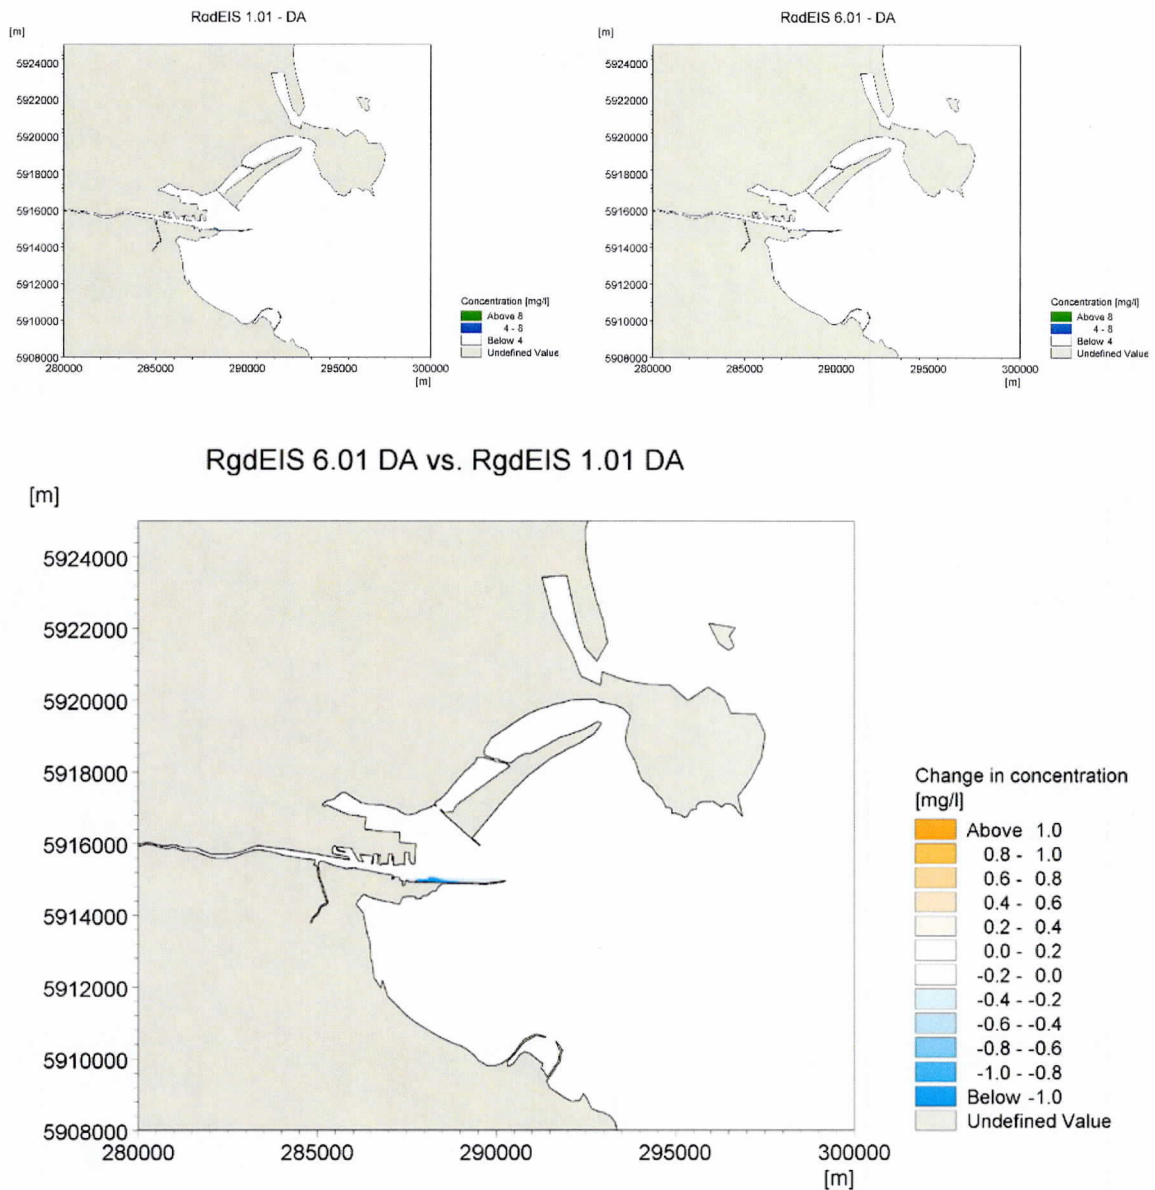 RgdEIS 1.01 - DA
[m]
5924000
5922000
5920000
5918000
5916000
5914000
5912000
5910000
5908000
280000 285000 290000 295000 300000
[m]
Concentration [mg/l]
Above 8
4 - 8
Below 4
Undefined Value
RgdEIS 6.01 - DA
[m]
5924000
5922000
5920000
5918000
5916000
5914000
5912000
5910000
5908000
280000 285000 290000 295000 300000
[m]
Concentration [mg/l]
Above 8
4 - 8
Below 4
Undefined Value
RgdEIS 6.01 DA vs. RgdEIS 1.01 DA
[m]
5924000
5922000
5920000
5918000
5916000
5914000
5912000
5910000
5908000
280000 285000 290000 295000 300000
[m]
Change in concentration
[mg/l]
Above 1.0
0.8 - 1.0
0.6 - 0.8
0.4 - 0.6
0.2 - 0.4
0.0 - 0.2
-0.2 - 0.0
-0.4 - -0.2
-0.6 - -0.4
-0.8 - -0.6
-1.0 - -0.8
Below -1.0
Undefined Value